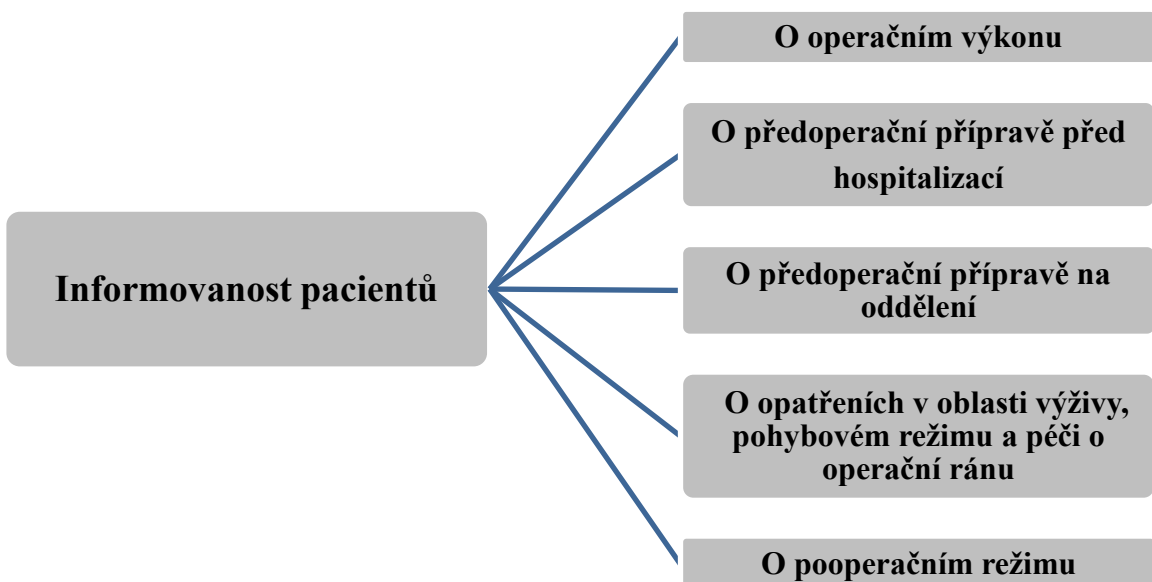 O operačním výkonu
O předoperační přípravě před
hospitalizací
Informovanost pacientů
O předoperační přípravě na
oddělení
O opatřeních v oblasti výživy,
pohybovém režimu a péči o
operační ránu
O pooperačním režimu